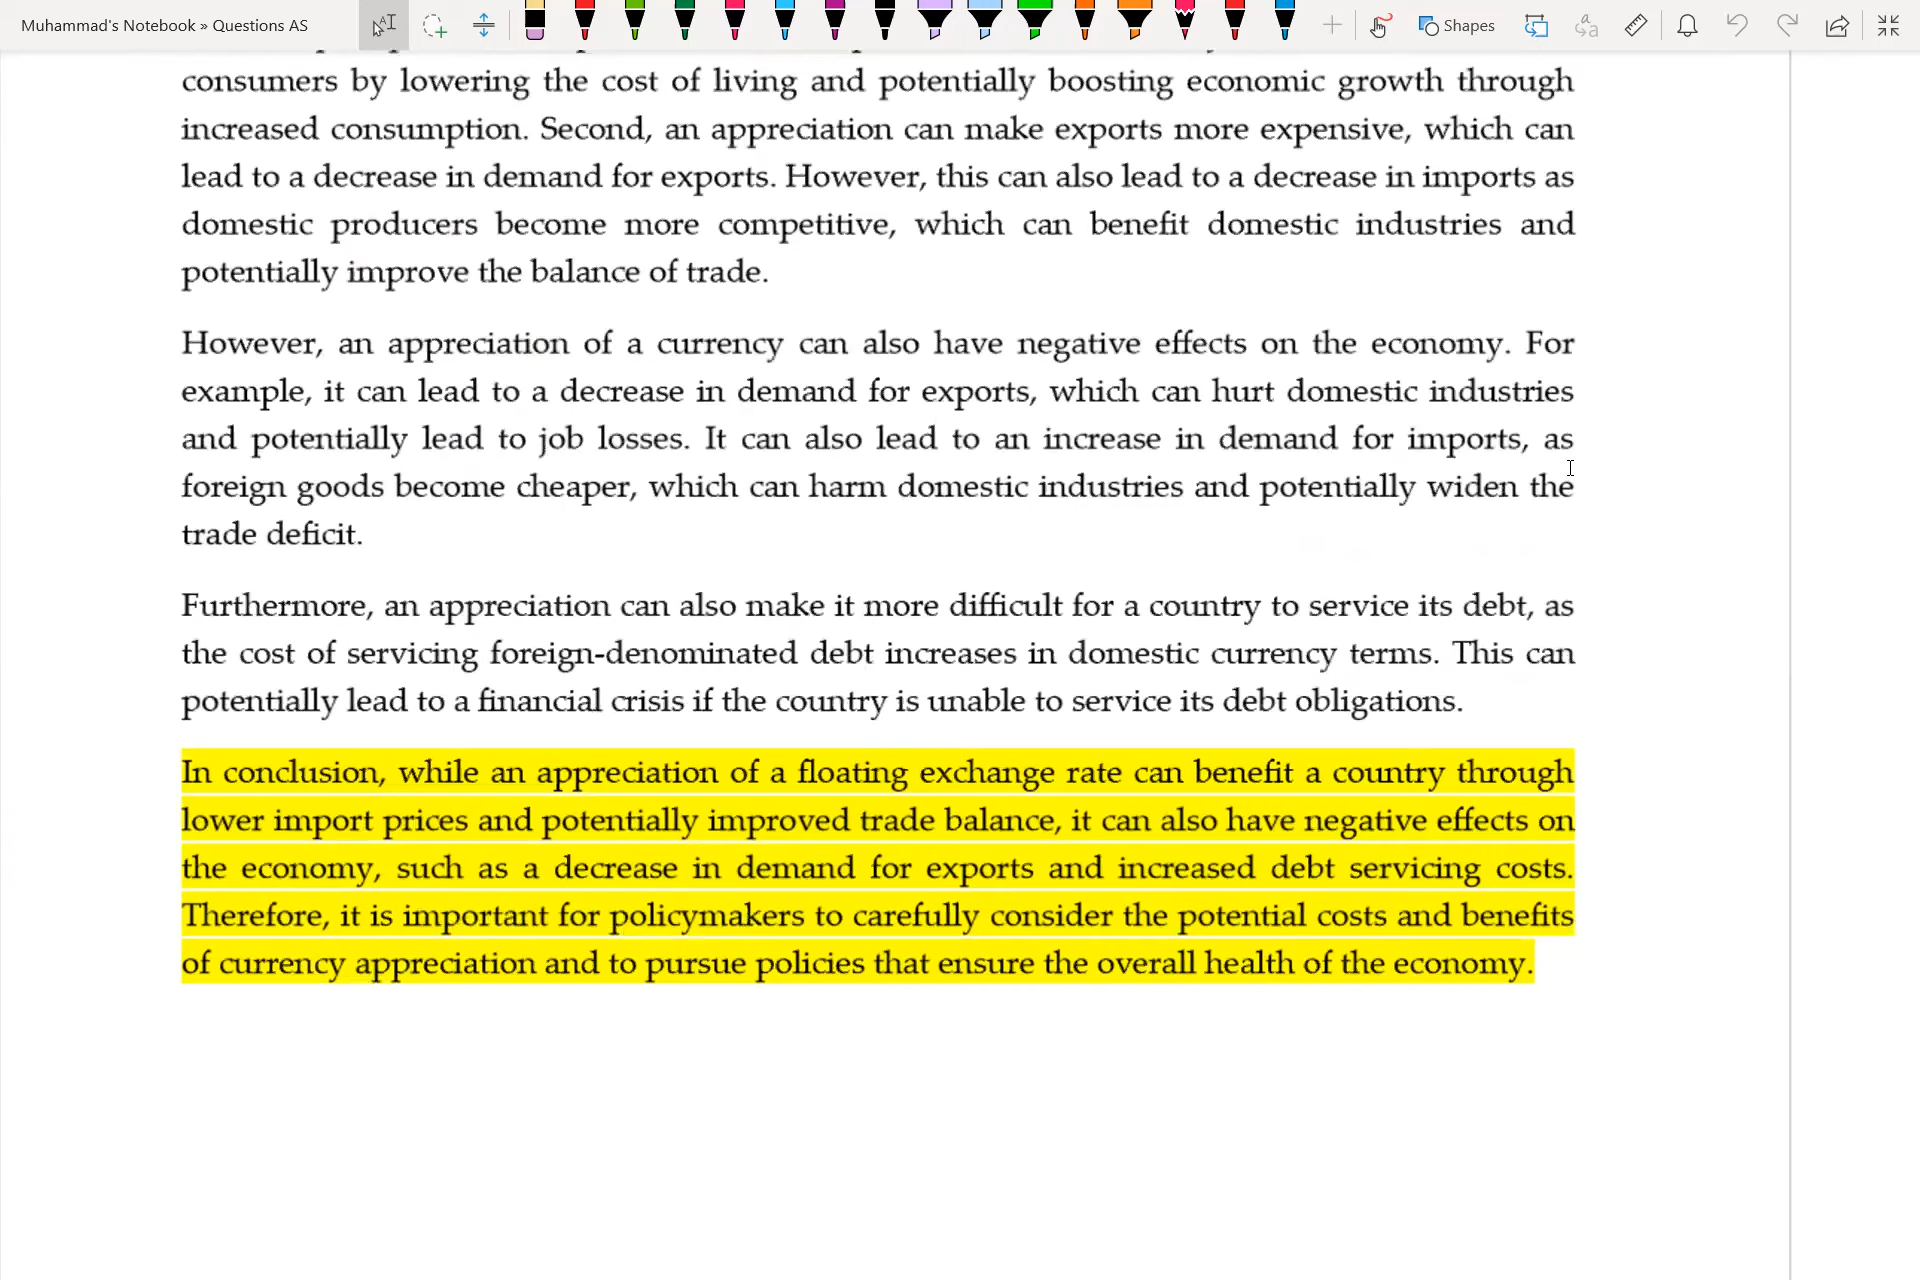 Muhammad's Notebook » Questions AS
Shapes
consumers by lowering the cost of living and potentially boosting economic growth through
increased consumption. Second, an appreciation can make exports more expensive, which can
lead to a decrease in demand for exports. However, this can also lead to a decrease in imports as
domestic producers become more competitive, which can benefit domestic industries and
potentially improve the balance of trade.
However, an appreciation of a currency can also have negative effects on the economy. For
example, it can lead to a decrease in demand for exports, which can hurt domestic industries
and potentially lead to job losses. It can also lead to an increase in demand for imports, as
foreign goods become cheaper, which can harm domestic industries and potentially widen the
trade deficit.
Furthermore, an appreciation can also make it more difficult for a country to service its debt, as
the cost of servicing foreign-denominated debt increases in domestic currency terms. This can
potentially lead to a financial crisis if the country is unable to service its debt obligations.
In conclusion, while an appreciation of a floating exchange rate can benefit a country through
lower import prices and potentially improved trade balance, it can also have negative effects on
the economy, such as a decrease in demand for exports and increased debt servicing costs.
Therefore, it is important for policymakers to carefully consider the potential costs and benefits
of currency appreciation and to pursue policies that ensure the overall health of the economy.